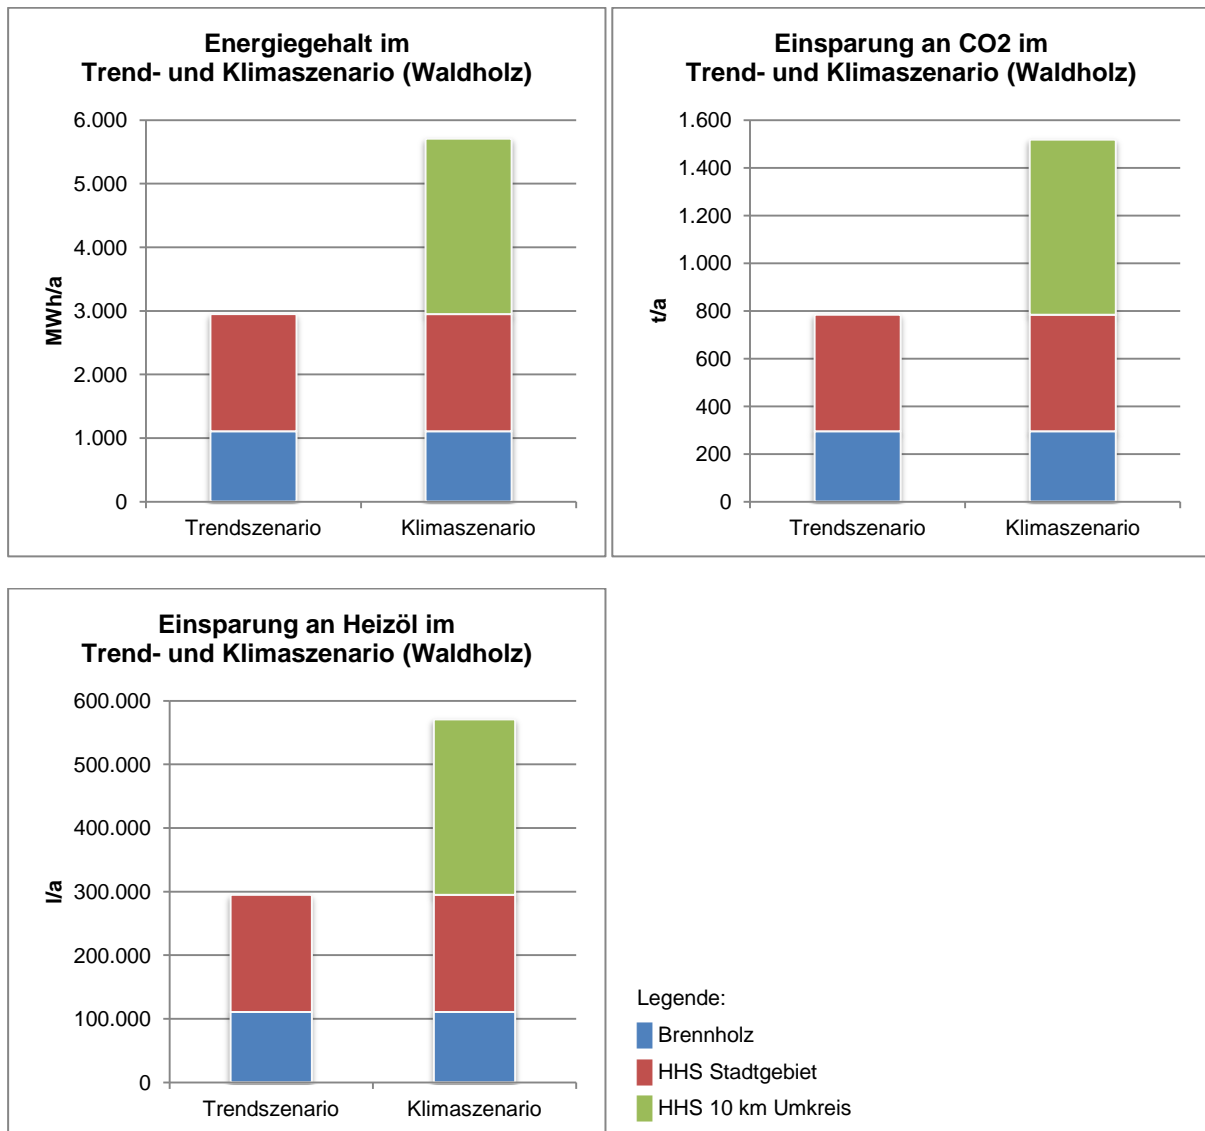 Energiegehalt im
Trend- und Klimaszenario (Waldholz)
6.000
5.000
4.000
3.000
2.000
1.000
0
MWh/a
Trendszenario
Klimaszenario
Einsparung an CO2 im
Trend- und Klimaszenario (Waldholz)
1.600
1.400
1.200
1.000
800
600
400
200
0
t/a
Trendszenario
Klimaszenario
Einsparung an Heizöl im
Trend- und Klimaszenario (Waldholz)
600.000
500.000
400.000
300.000
200.000
100.000
0
l/a
Trendszenario
Klimaszenario
Legende:
Brennholz
HHS Stadtgebiet
HHS 10 km Umkreis